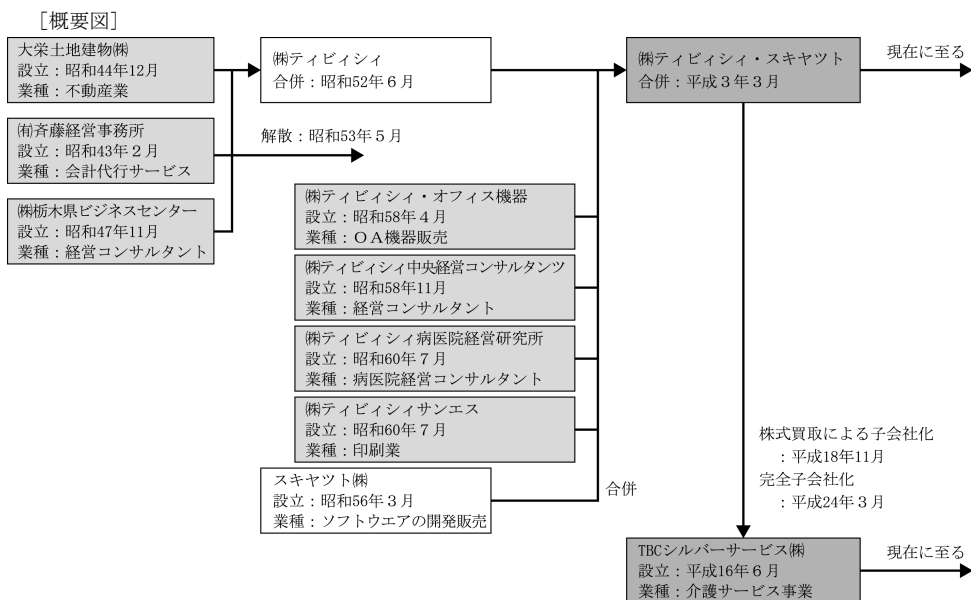 ［概要図］
大栄土地建物㈱
設立：昭和44年12月
業種：不動産業
㈱ティビィシィ
合併：昭和52年６月
㈱ティビィシィ・スキヤツト
合併：平成３年３月
現在に至る
㈲斉藤経営事務所
設立：昭和43年２月
業種：会計代行サービス
解散：昭和53年５月
㈱栃木県ビジネスセンター
設立：昭和47年11月
業種：経営コンサルタント
㈱ティビィシィ・オフィス機器
設立：昭和58年４月
業種：ＯＡ機器販売
㈱ティビィシィ中央経営コンサルタンツ
設立：昭和58年11月
業種：経営コンサルタント
㈱ティビィシィ病医院経営研究所
設立：昭和60年７月
業種：病医院経営コンサルタント
㈱ティビィシィサンエス
設立：昭和60年７月
業種：印刷業
スキヤツト㈱
設立：昭和56年３月
業種：ソフトウエアの開発販売
合併
株式買取による子会社化
：平成18年11月
完全子会社化
：平成24年３月
TBCシルバーサービス㈱
設立：平成16年６月
業種：介護サービス事業
現在に至る